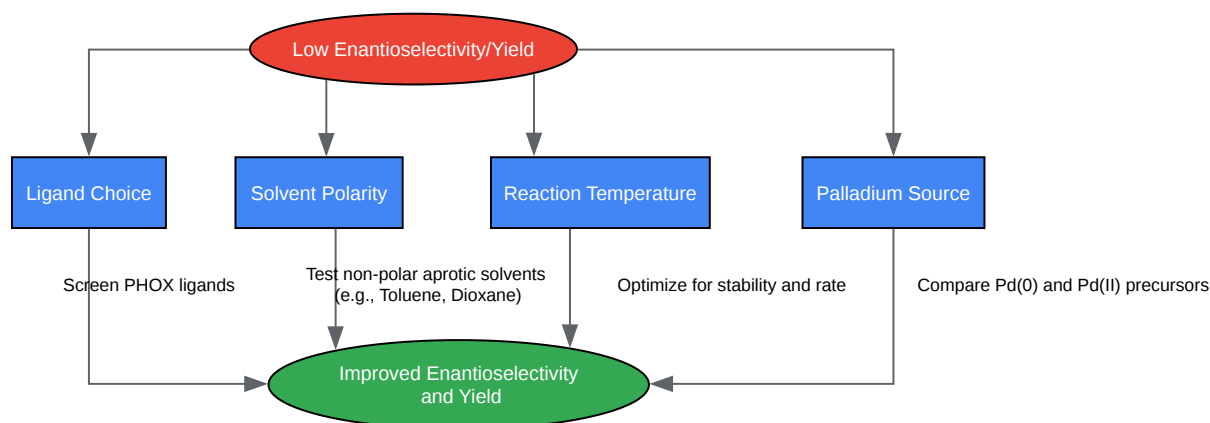 Low Enantioselectivity/Yield
Ligand Choice
Solvent Polarity
Reaction Temperature
Palladium Source
Screen PHOX ligands
Test non-polar aprotic solvents
(e.g., Toluene, Dioxane)
Optimize for stability and rate
Compare Pd(0) and Pd(II) precursors
Improved Enantioselectivity
and Yield